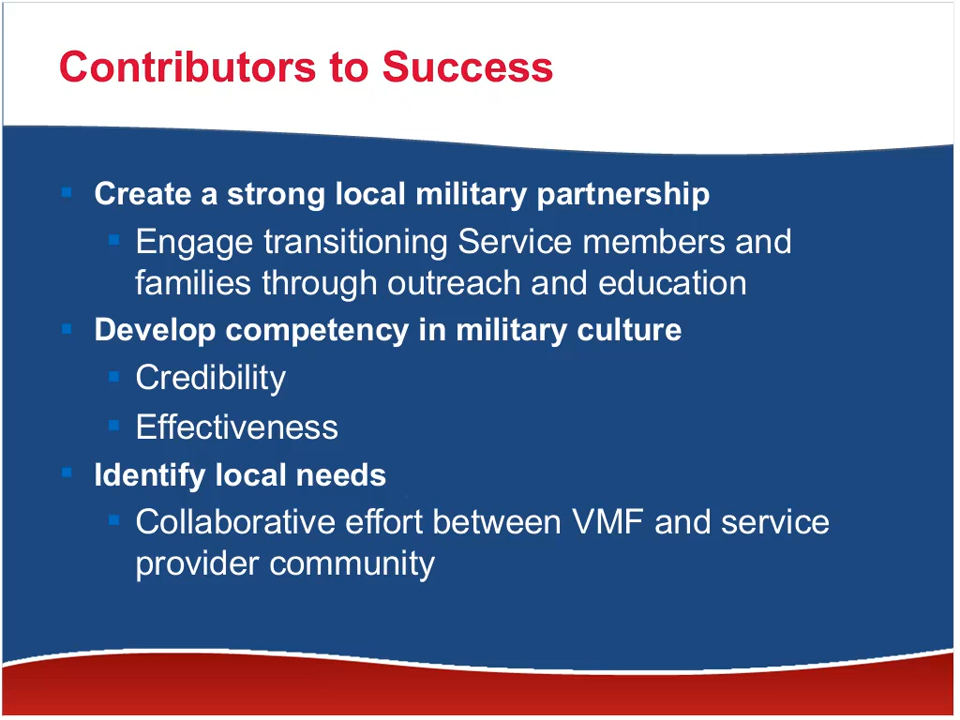 Contributors to Success
Create a strong local military partnership
Engage transitioning Service members and
families through outreach and education
Develop competency in military culture
Credibility
Effectiveness
Identify local needs
Collaborative effort between VMF and service
provider community